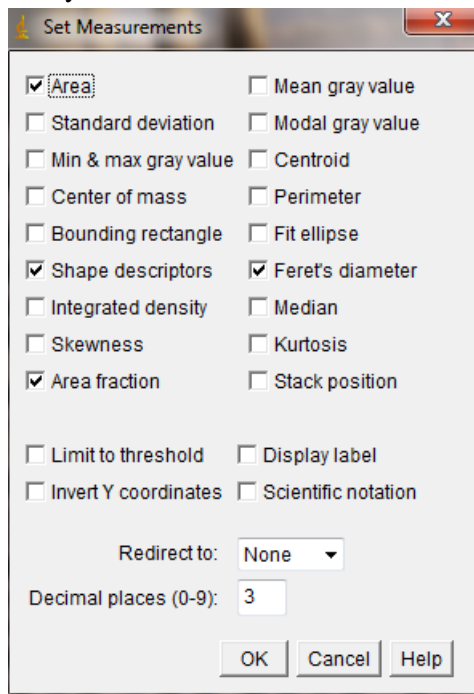 Set Measurements
X
Area Mean gray value
Standard deviation Modal gray value
Min & max gray value Centroid
Center of mass Perimeter
Bounding rectangle Fit ellipse
Shape descriptors Feret's diameter
Integrated density Median
Skewness Kurtosis
Area fraction Stack position
Limit to threshold Display label
Invert Y coordinates Scientific notation
Redirect to: None
Decimal places (0-9): 3
OK Cancel Help